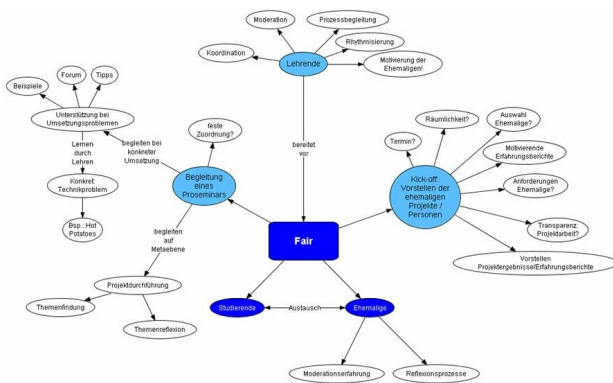 Moderation
Prozessbegleitung
Rhythmisierung
Koordination
Lehrende
Motivierung der
Ehemaligen!
Beispiele
Forum
Tipps
Unterstützung bei
Umsetzungsproblemen
begleiten bei
konkreter
Umsetzung
feste
Zuordnung?
bereitet
vor
Termin?
Räumlichkeit?
Auswahl
Ehemalige?
Motivierende
Erfahrungsberichte
Anforderungen
Ehemalige?
Transparenz:
Projektarbeit?
Vorstellen
Projektergebnisse/Erfahrungsberichte
Kick-off:
Vorstellen der
ehemaligen
Projekte /
Personen
Lernen
durch
Lehren
Konkret:
Technikproblem
Bsp.: Hot
Potatoes
Begleitung
eines
Proseminars
begleiten
auf
Metaebene
Fair
Projektdurchführung
Themenfindung
Themenreflexion
Studierende
Austausch
Ehemalige
Moderationserfahrung
Reflexionsprozesse